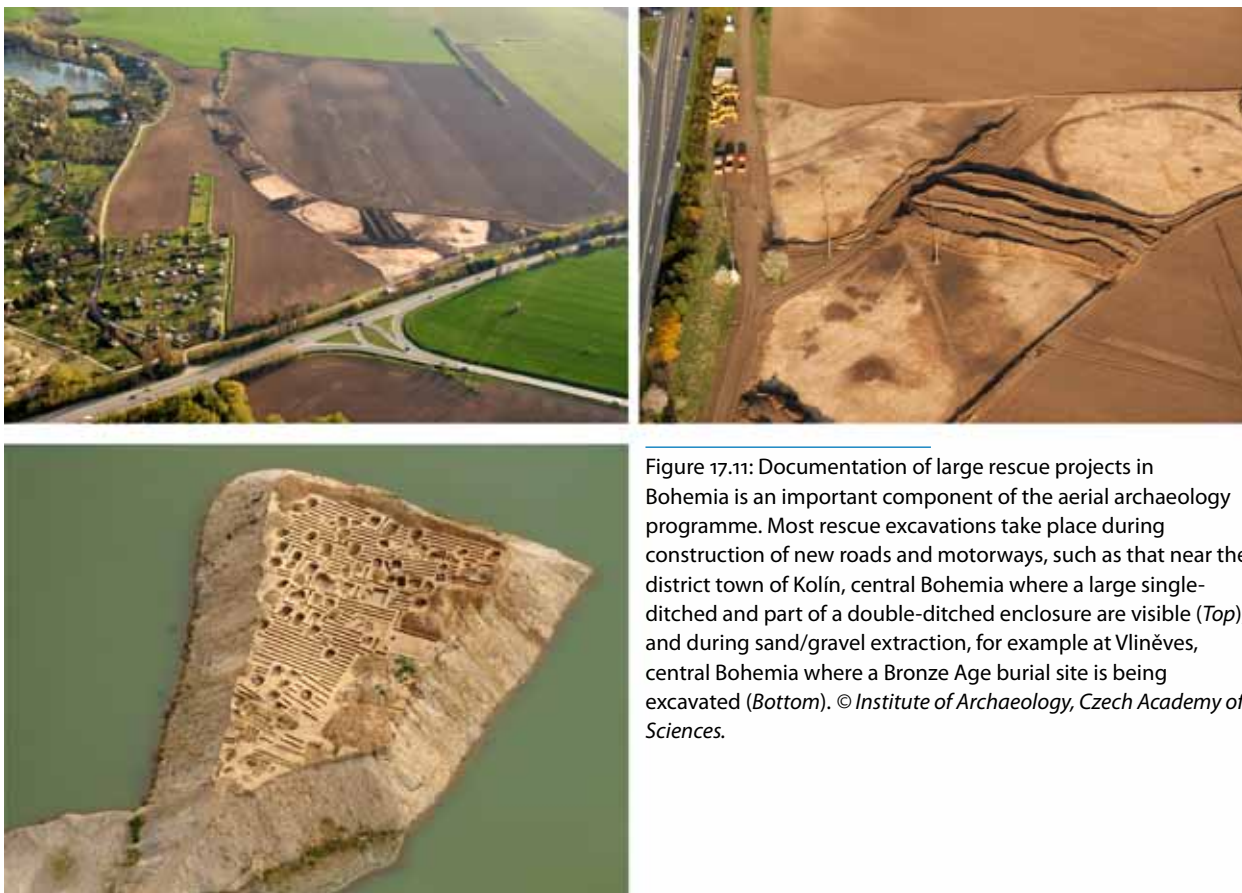 Figure 17.11: Documentation of large rescue projects in
Bohemia is an important component of the aerial archaeology
programme. Most rescue excavations take place during
construction of new roads and motorways, such as that near the
district town of Kolín, central Bohemia where a large single-
ditched and part of a double-ditched enclosure are visible (Top)
and during sand/gravel extraction, for example at Vliněves,
central Bohemia where a Bronze Age burial site is being
excavated (Bottom). © Institute of Archaeology, Czech Academy of
Sciences.